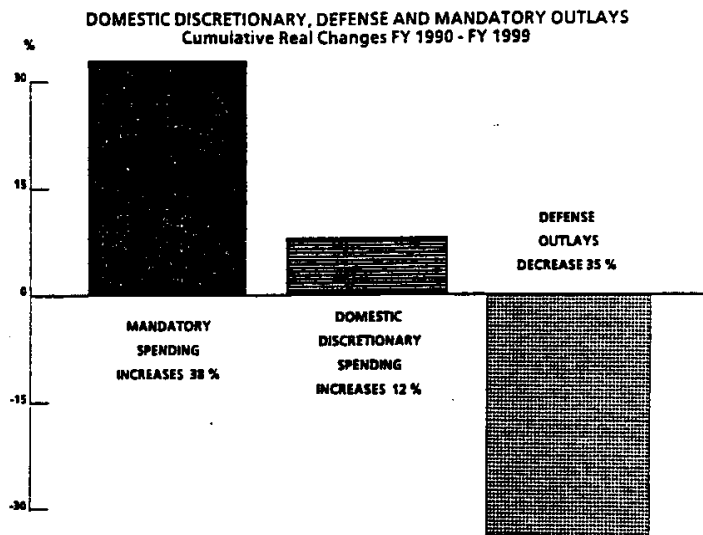 DOMESTIC DISCRETIONARY, DEFENSE AND MANDATORY OUTLAYS
Cumulative Real Changes FY 1990 - FY 1999
%
30
15
0
-15
-30
MANDATORY
SPENDING
INCREASES 38 %
DOMESTIC
DISCRETIONARY
SPENDING
INCREASES 12 %
DEFENSE
OUTLAYS
DECREASE 35 %